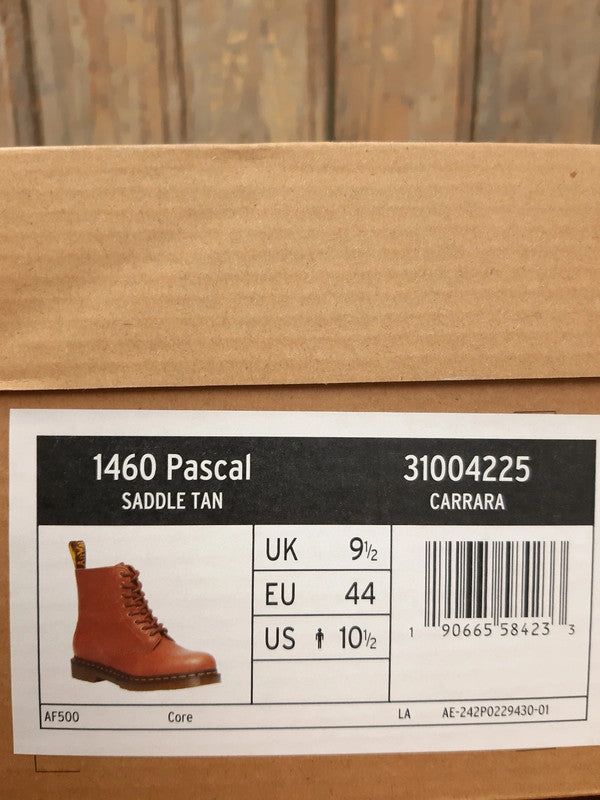 1460 Pascal
SADDLE TAN
31004225
CARRARA
UK 9½
EU 44
US 10½
1 90665 58423 3
AF500 Core LA AE-242P0229430-01